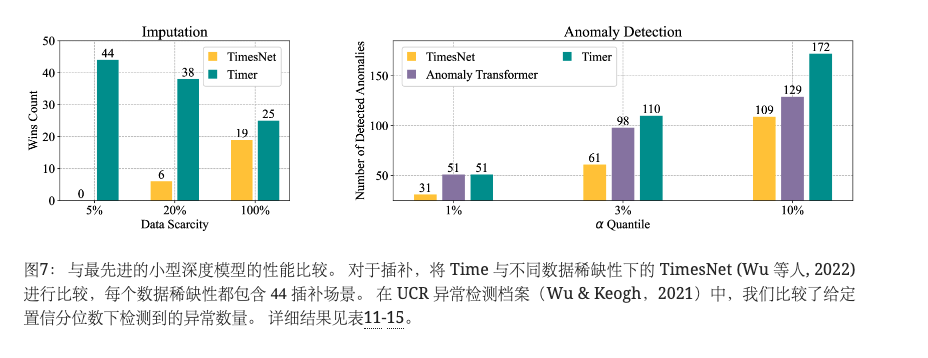 Imputation
50
40
30
20
10
0
Wins Count
TimesNet
Timer
0
44
6
38
19
25
5%
20%
100%
Data Scarcity
Anomaly Detection
150
100
50
Number of Detected Anomalies
TimesNet
Anomaly Transformer
Timer
31
51
51
61
98
110
109
129
172
1%
3%
10%
α Quantile
图7： 与最先进的小型深度模型的性能比较。 对于插补，将 Time 与不同数据稀缺性下的 TimesNet (Wu 等人, 2022)
进行比较，每个数据稀缺性都包含 44 插补场景。 在 UCR 异常检测档案（Wu & Keogh，2021）中，我们比较了给定
置信分位数下检测到的异常数量。 详细结果见表11-15。